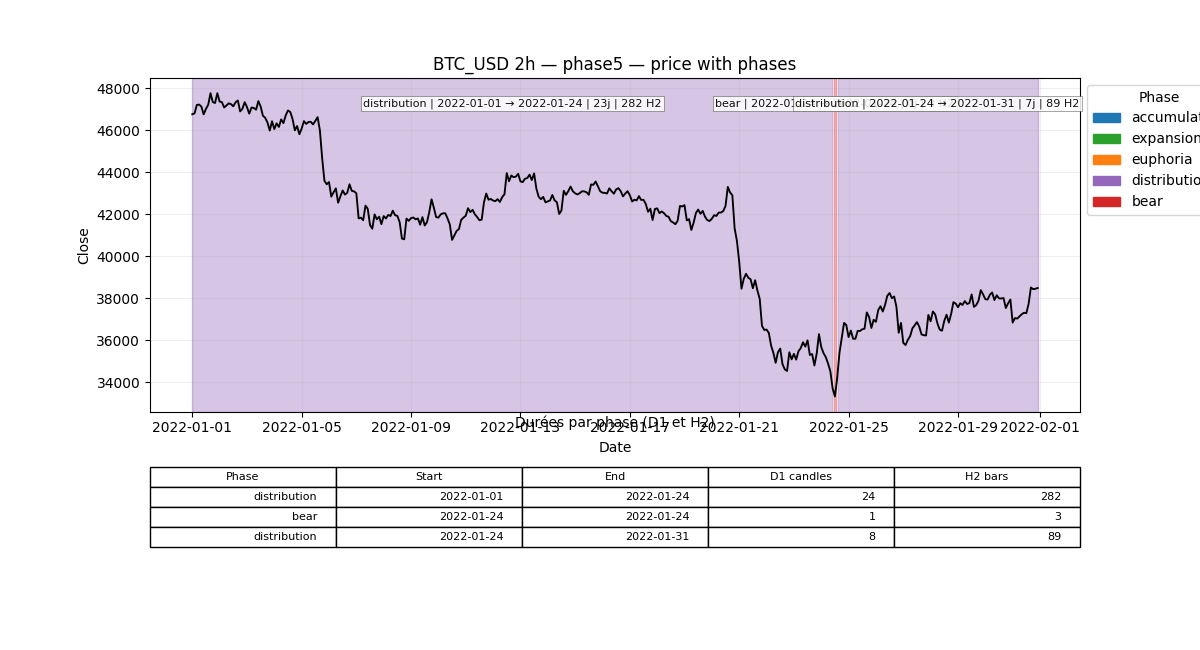 BTC_USD 2h — phase5 — price with phases
48000
46000
44000
42000
40000
38000
36000
34000
Close
distribution | 2022-01-01 → 2022-01-24 | 23j | 282 H2
bear | 2022-01
distribution | 2022-01-24 → 2022-01-31 | 7j | 89 H2
Phase
accumulat
expansion
euphoria
distributio
bear
2022-01-01 2022-01-05 2022-01-09 2022-01-13 2022-01-17 2022-01-21 2022-01-25 2022-01-29 2022-02-01
Durées par phase (D1 et H2)
Date
Phase Start End D1 candles H2 bars
distribution 2022-01-01 2022-01-24 24 282
bear 2022-01-24 2022-01-24 1 3
distribution 2022-01-24 2022-01-31 8 89